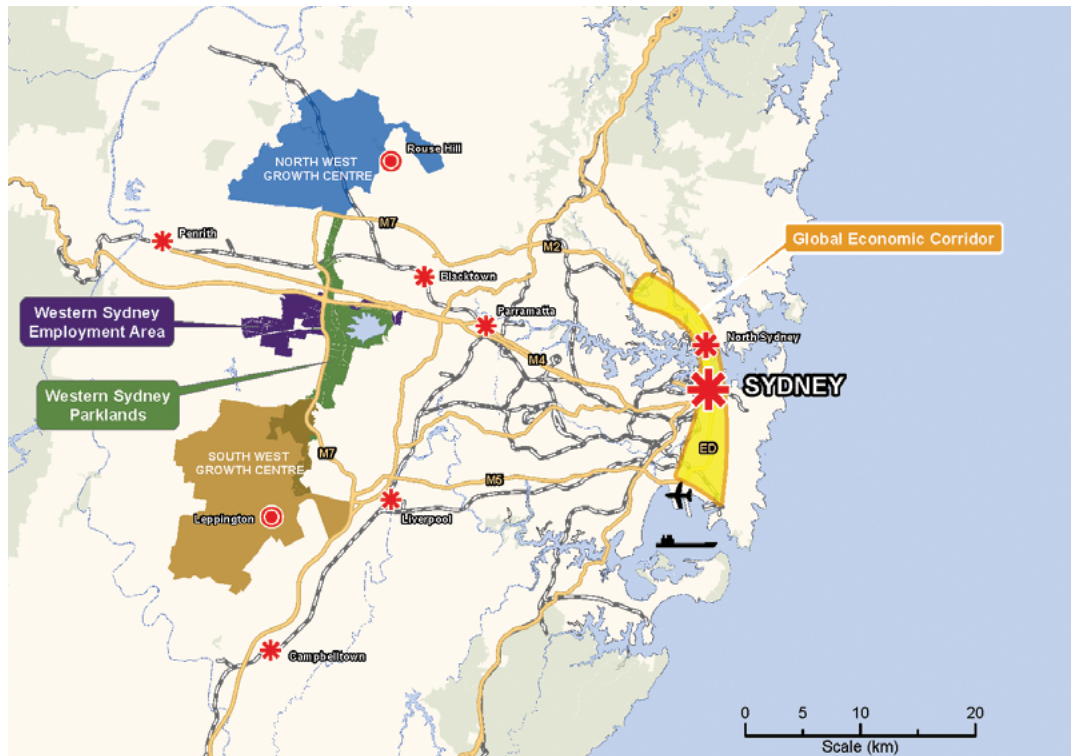 Rouse Hill
NORTH WEST
GROWTH CENTRE
M7
Penrith
M2
Global Economic Corridor
Blacktown
Western Sydney
Employment Area
Parramatta
North Sydney
M4
SYDNEY
Western Sydney
Parklands
ED
M7
SOUTH WEST
GROWTH CENTRE
M5
Leppington
Liverpool
Campbelltown
0 5 10 20
Scale (km)